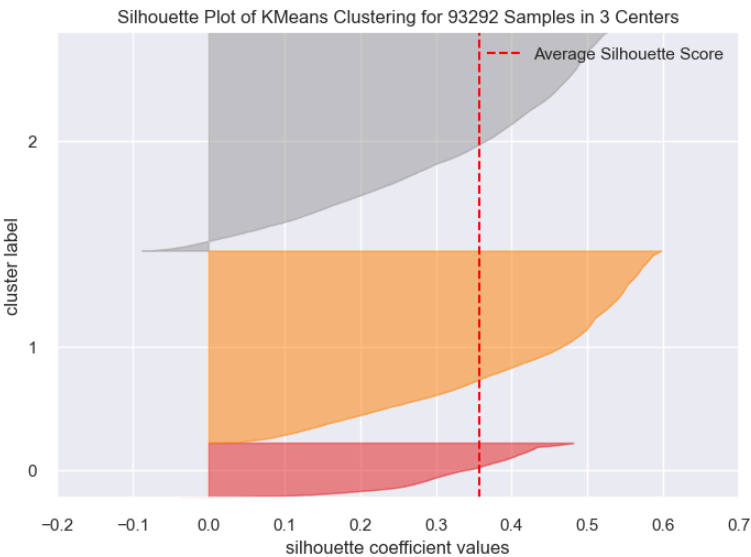 Silhouette Plot of KMeans Clustering for 93292 Samples in 3 Centers
Average Silhouette Score
2
1
0
cluster label
−0.2 −0.1 0.0 0.1 0.2 0.3 0.4 0.5 0.6 0.7
silhouette coefficient values